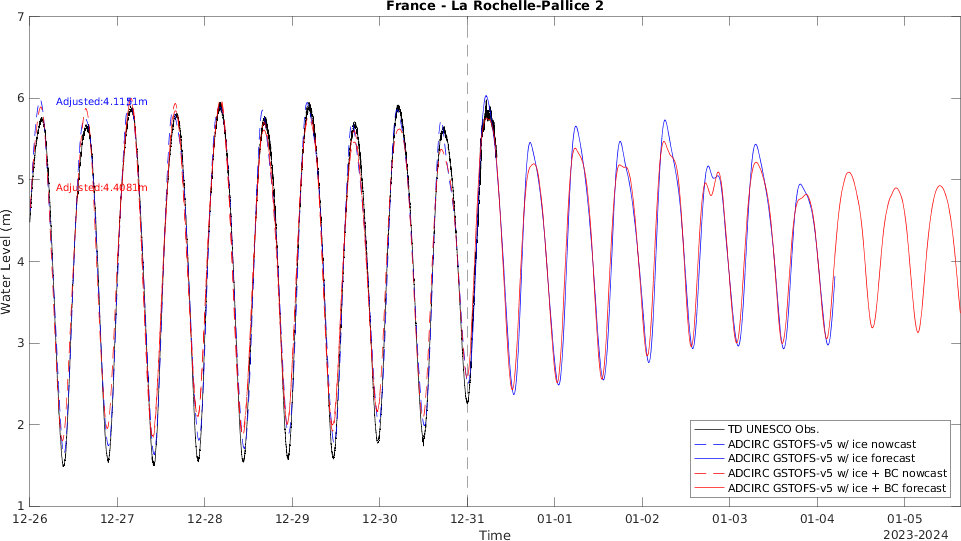 France - La Rochelle-Pallice 2
7
6
5
4
3
2
1
Water Level (m)
Adjusted:4.1191m
Adjusted:4.4081m
TD UNESCO Obs.
ADCIRC GSTOFS-v5 w/ ice nowcast
ADCIRC GSTOFS-v5 w/ ice forecast
ADCIRC GSTOFS-v5 w/ ice + BC nowcast
ADCIRC GSTOFS-v5 w/ ice + BC forecast
12-26 12-27 12-28 12-29 12-30 12-31 01-01 01-02 01-03 01-04 01-05
Time
2023-2024